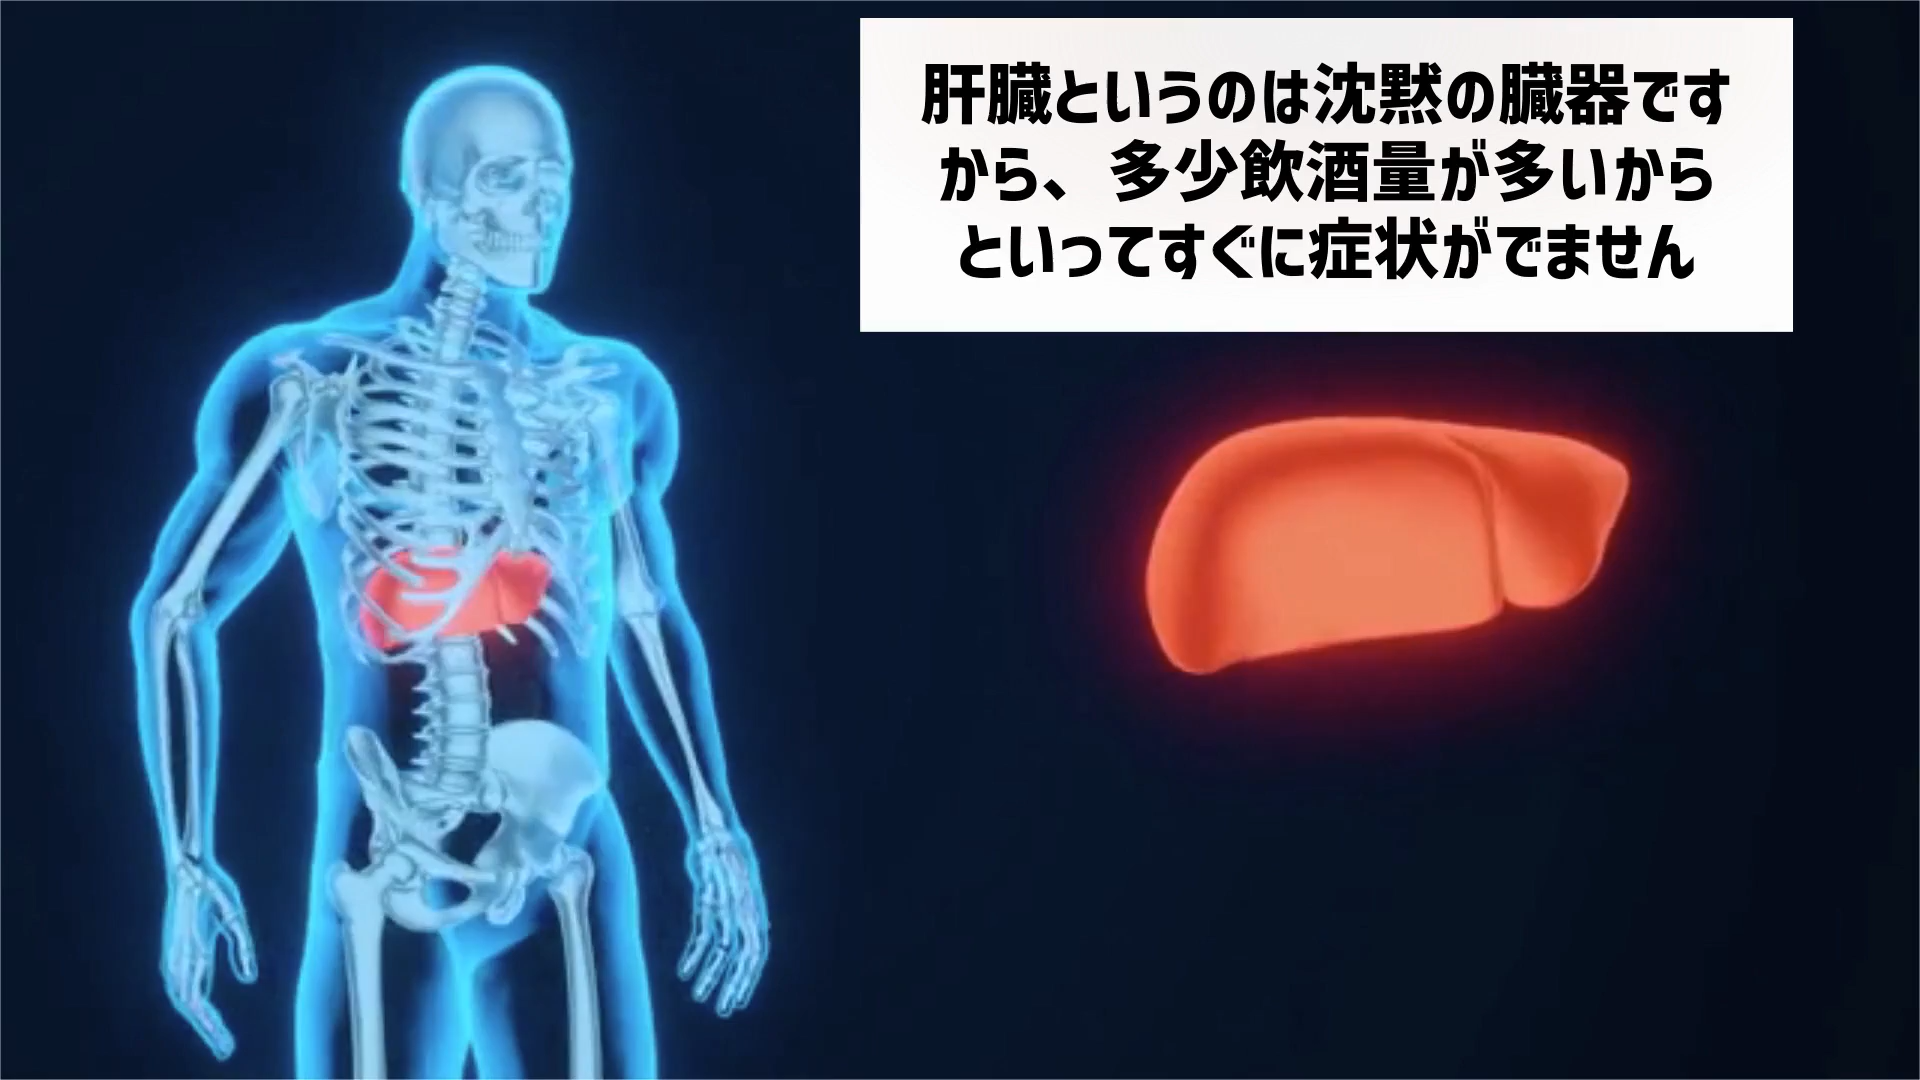 肝臓というのは沈黙の臓器です
から、多少飲酒量が多いから
といってすぐに症状がでません